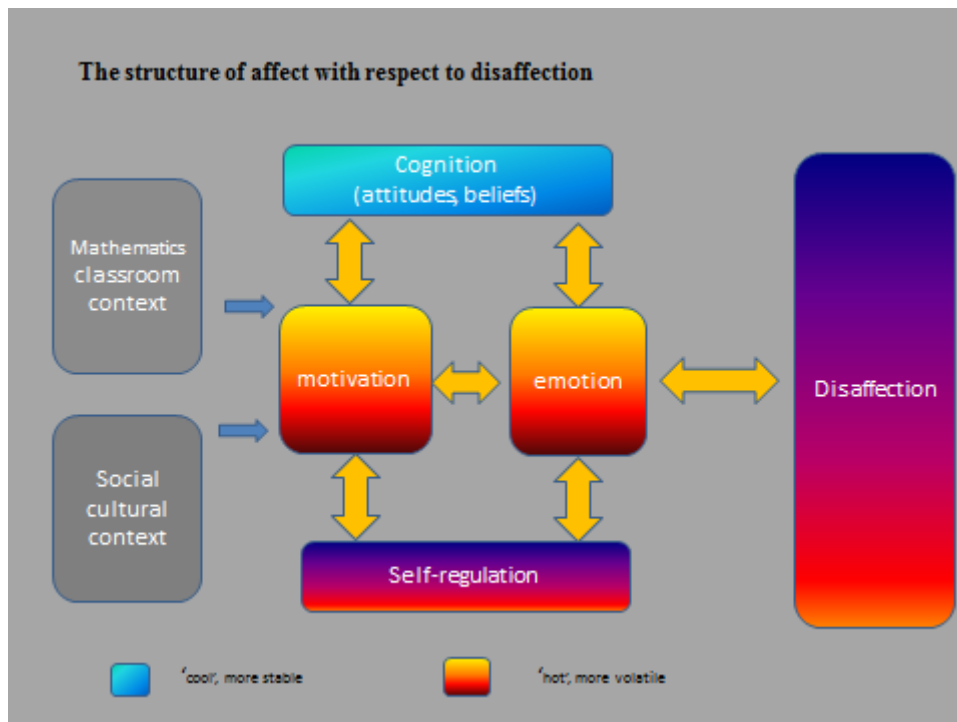 The structure of affect with respect to disaffection
Cognition
(attitudes, beliefs)
Mathematics
classroom
context
motivation
emotion
Disaffection
Social
cultural
context
Self-regulation
'cool', more stable
'hot', more volatile